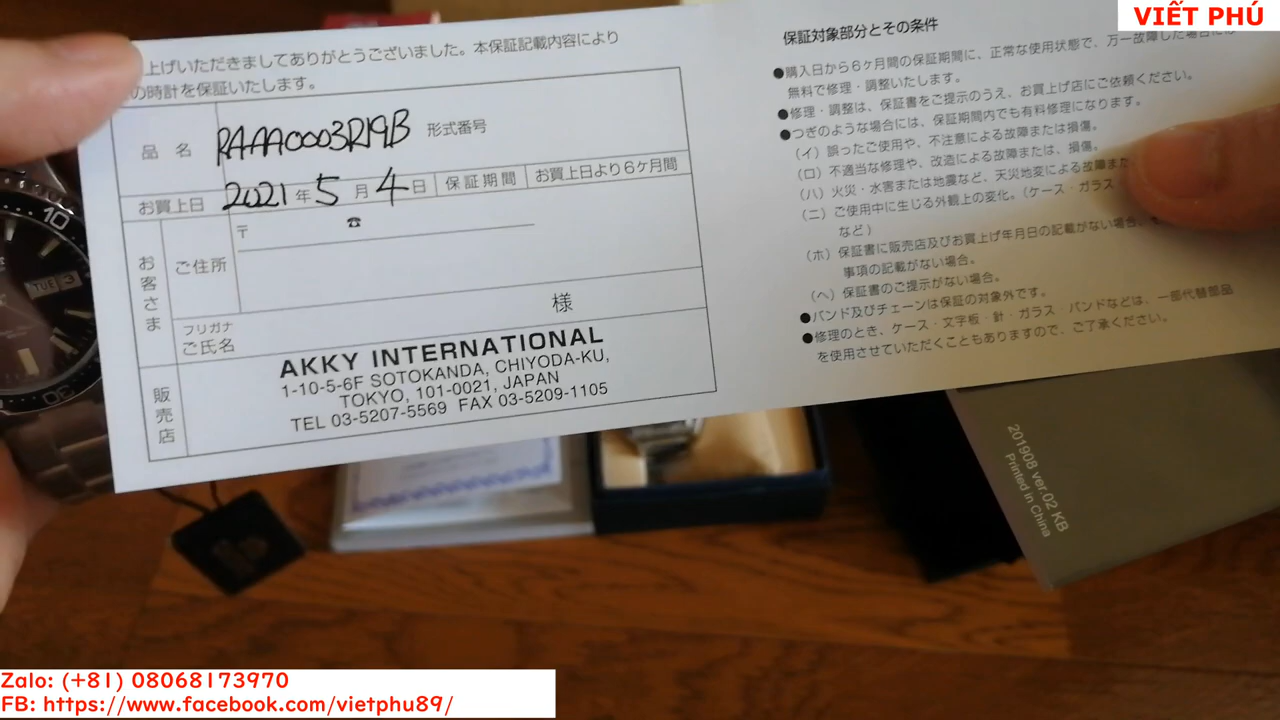 VIẾT PHÚ
上げいただきましてありがとうございました。本保証記載内容により
の時計を保証いたします。
品 名 RAAA0003R19B 形式番号
お買上日 2021年 5月 4日 保証期間 お買上日より6ケ月間
お客さま
ご住所 〒 ☎
様
フリガナ
ご氏名
販売店
AKKY INTERNATIONAL
1-10-5-6F SOTOKANDA, CHIYODA-KU,
TOKYO, 101-0021, JAPAN
TEL 03-5207-5569 FAX 03-5209-1105
保証対象部分とその条件
●購入日から6ヶ月間の保証期間に、正常な使用状態で、万一故障した場合には
無料で修理・調整いたします。
●修理・調整は、保証書をご提示のうえ、お買上げ店にご依頼ください。
●つぎのような場合には、保証期間内でも有料修理になります。
(イ)誤ったご使用や、不注意による故障または損傷。
(ロ)不適当な修理や、改造による故障または、損傷。
(ハ)火災・水害または地震など、天災地変による故障また
(ニ)ご使用中に生じる外観上の変化。(ケース・ガラス
など)
(ホ)保証書に販売店及びお買上げ年月日の記載がない場合、
事項の記載がない場合。
(ヘ)保証書のご提示がない場合。
●バンド及びチェーンは保証の対象外です。
●修理のとき、ケース・文字板・針・ガラス・バンドなどは、一部代替部品
を使用させていただくこともありますので、ご了承ください。
10
TUE 3
201908 ver.02 KB
Printed in China
Zalo: (+81) 08068173970
FB: https://www.facebook.com/vietphu89/